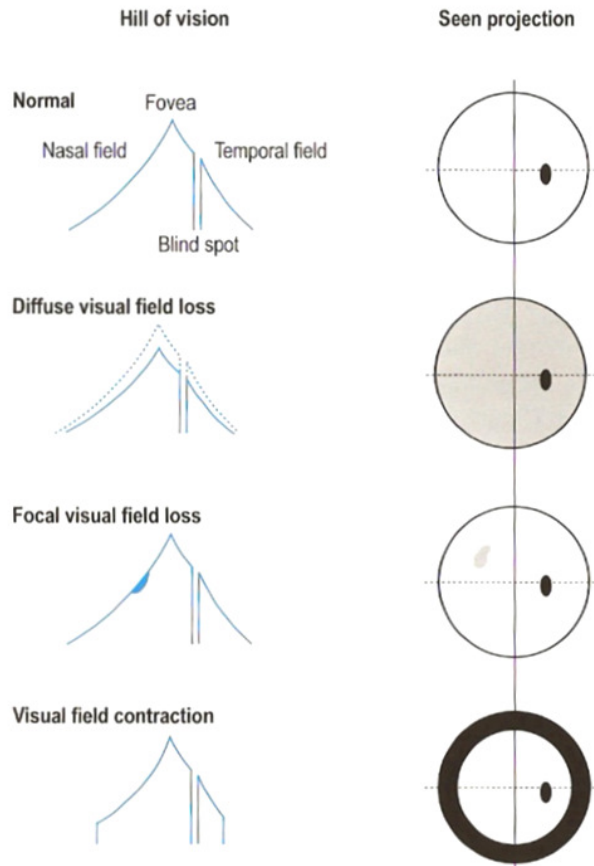 Hill of vision
Seen projection
Normal
Fovea
Nasal field
Temporal field
Blind spot
Diffuse visual field loss
Focal visual field loss
Visual field contraction